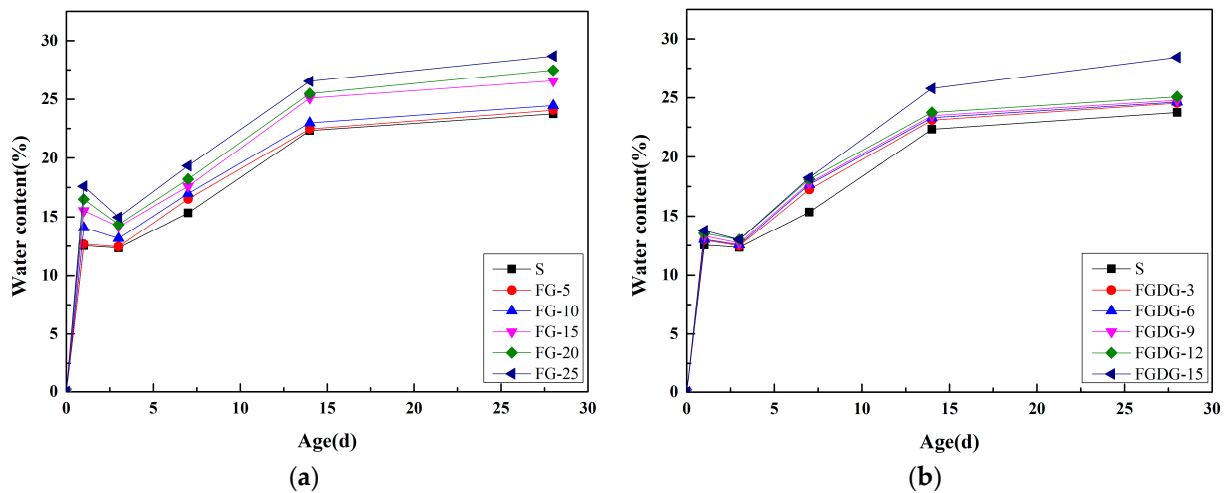 30
25
20
15
10
5
0
Water content(%)
S
FG-5
FG-10
FG-15
FG-20
FG-25
0 5 10 15 20 25 30
Age(d)
(a)
30
25
20
15
10
5
0
Water content(%)
S
FGDG-3
FGDG-6
FGDG-9
FGDG-12
FGDG-15
0 5 10 15 20 25 30
Age(d)
(b)